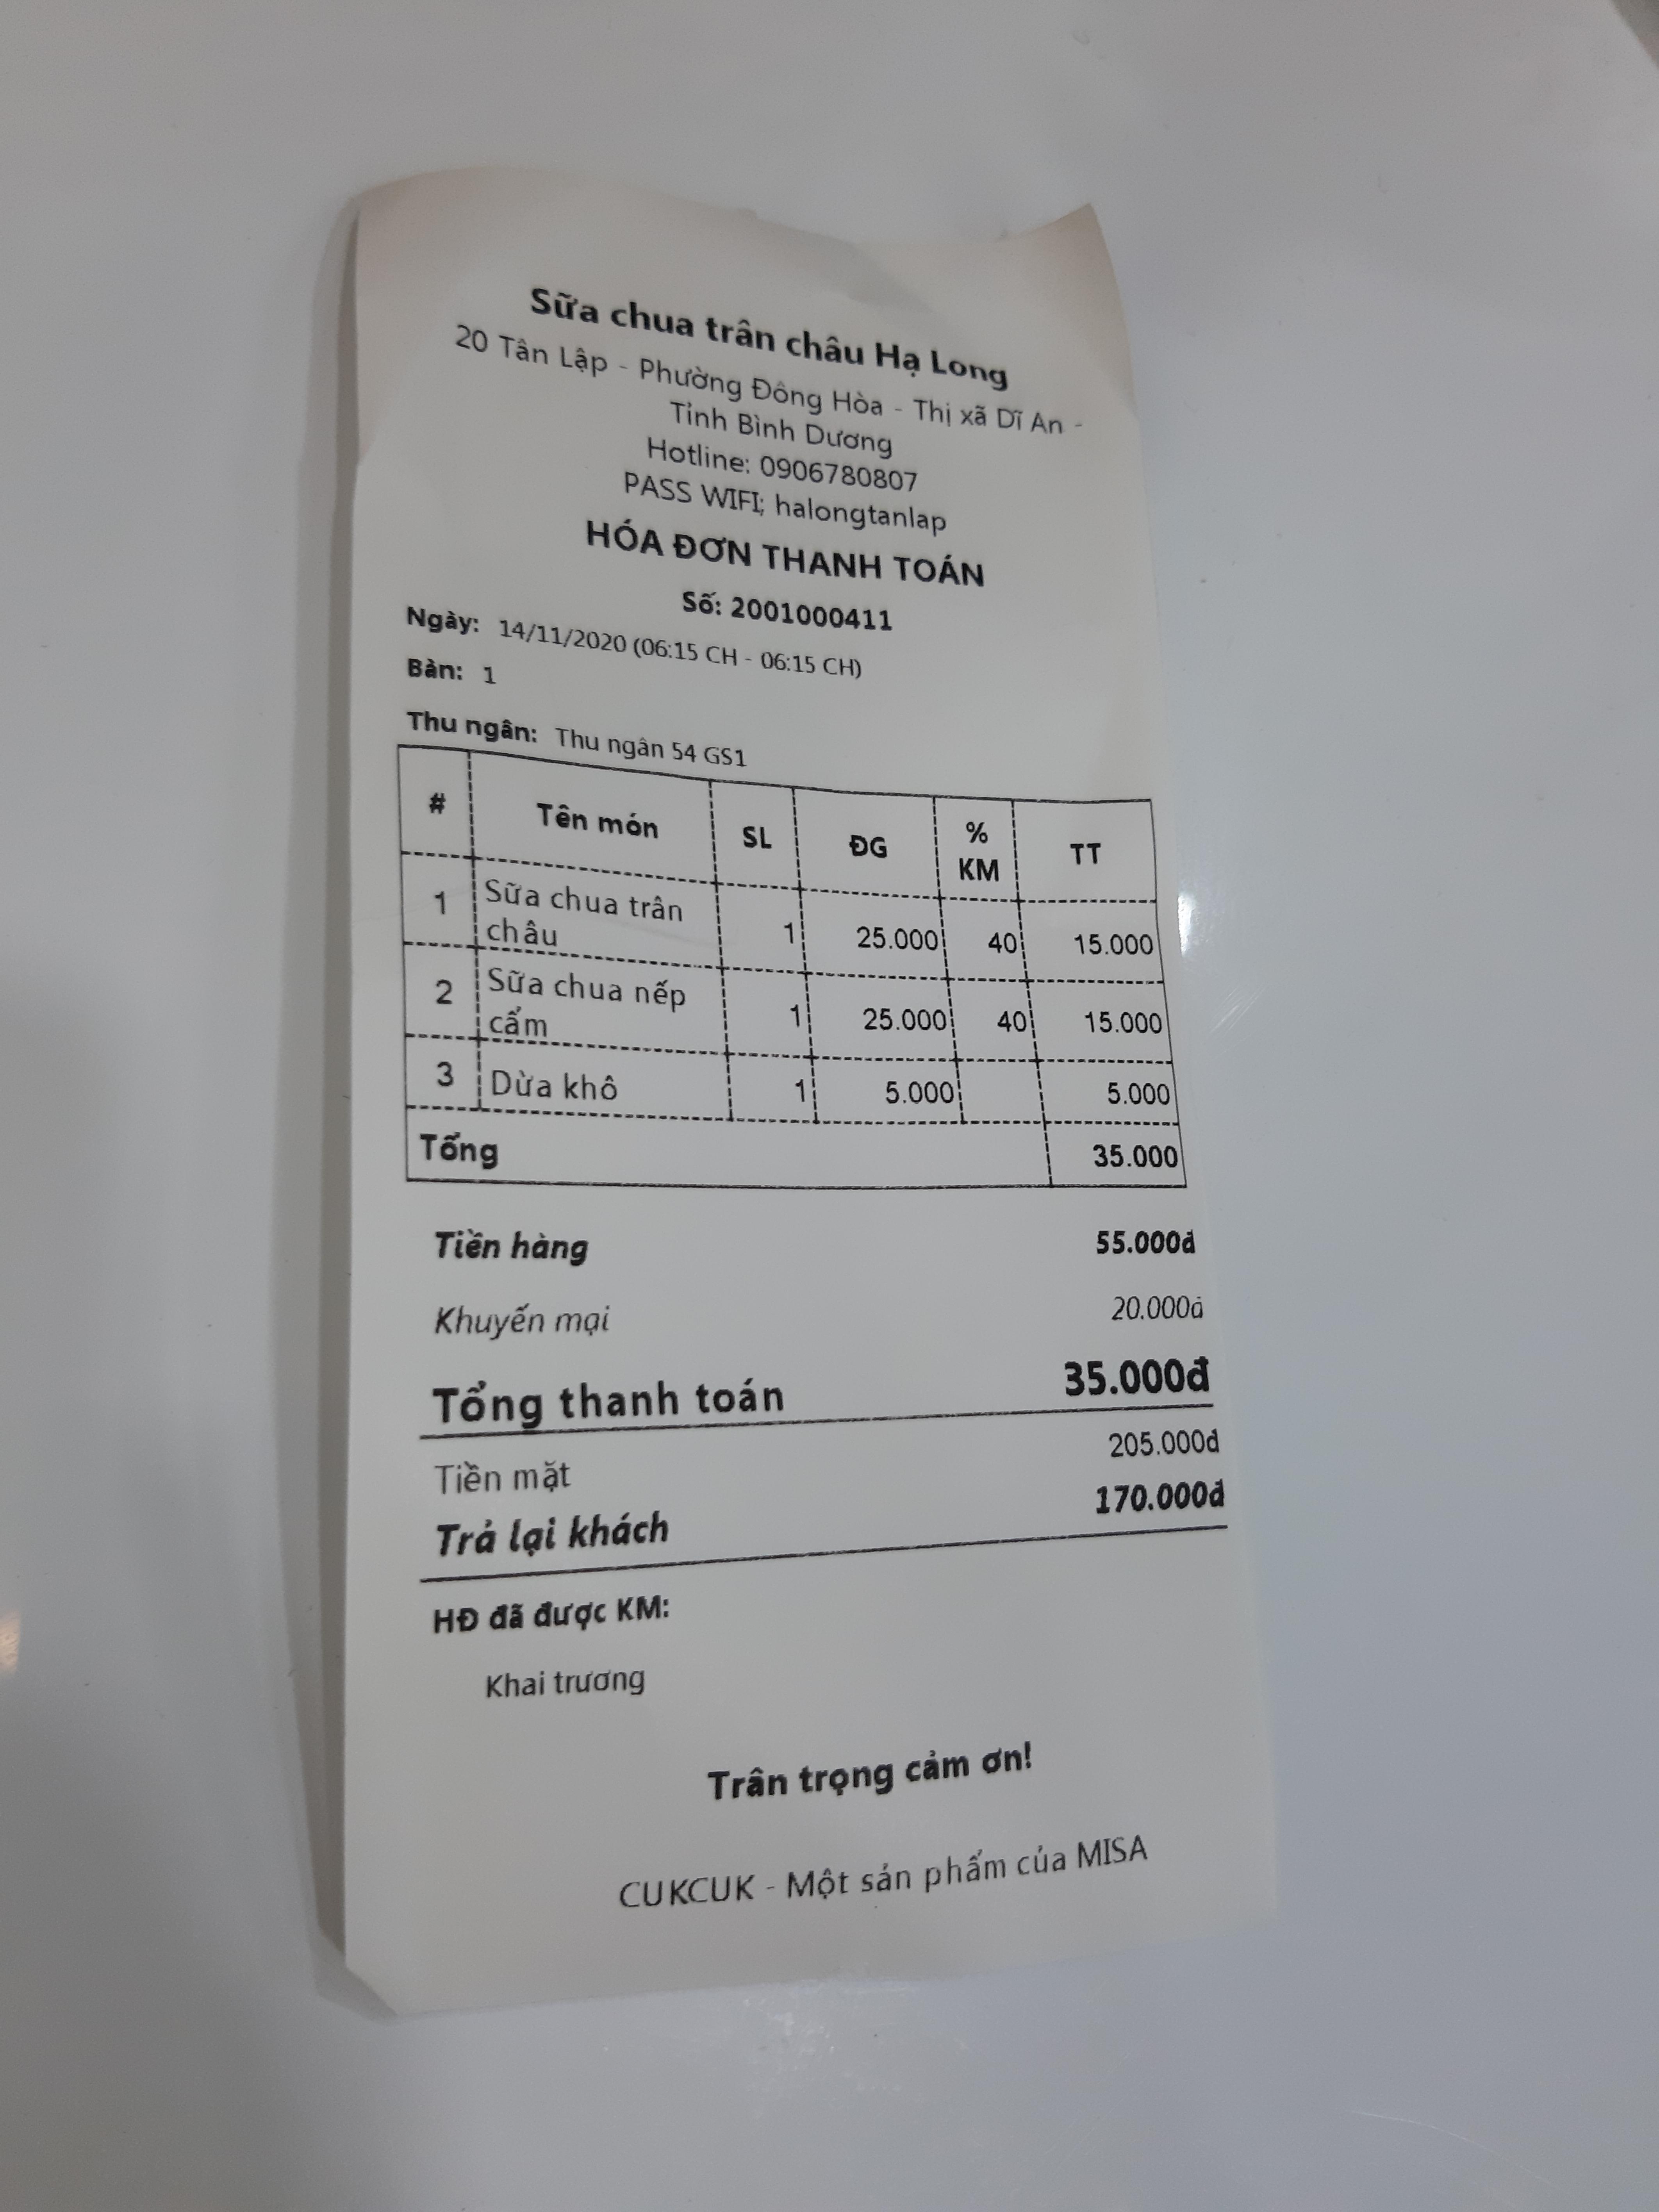 Sữa chua trân châu Hạ Long
20 Tân Lập - Phường Đông Hòa - Thị xã Dĩ An -
Tỉnh Bình Dương
Hotline: 0906780807
PASS WIFI; halongtanlap
HÓA ĐƠN THANH TOÁN
Số: 2001000411
Ngày: 14/11/2020 (06:15 CH - 06:15 CH)
Bàn: 1
Thu ngân: Thu ngân 54 GS1
# Tên món SL ĐG % KM TT
1 Sữa chua trân 1 25.000 40 15.000
châu
2 Sữa chua nếp 1 25.000 40 15.000
cẩm
3 Dừa khô 1 5.000 5.000
Tổng 35.000
Tiền hàng 55.000đ
Khuyến mại 20.000đ
Tổng thanh toán 35.000đ
Tiền mặt 205.000đ
Trả lại khách 170.000đ
HĐ đã được KM:
Khai trương
Trân trọng cảm ơn!
CUKCUK - Một sản phẩm của MISA